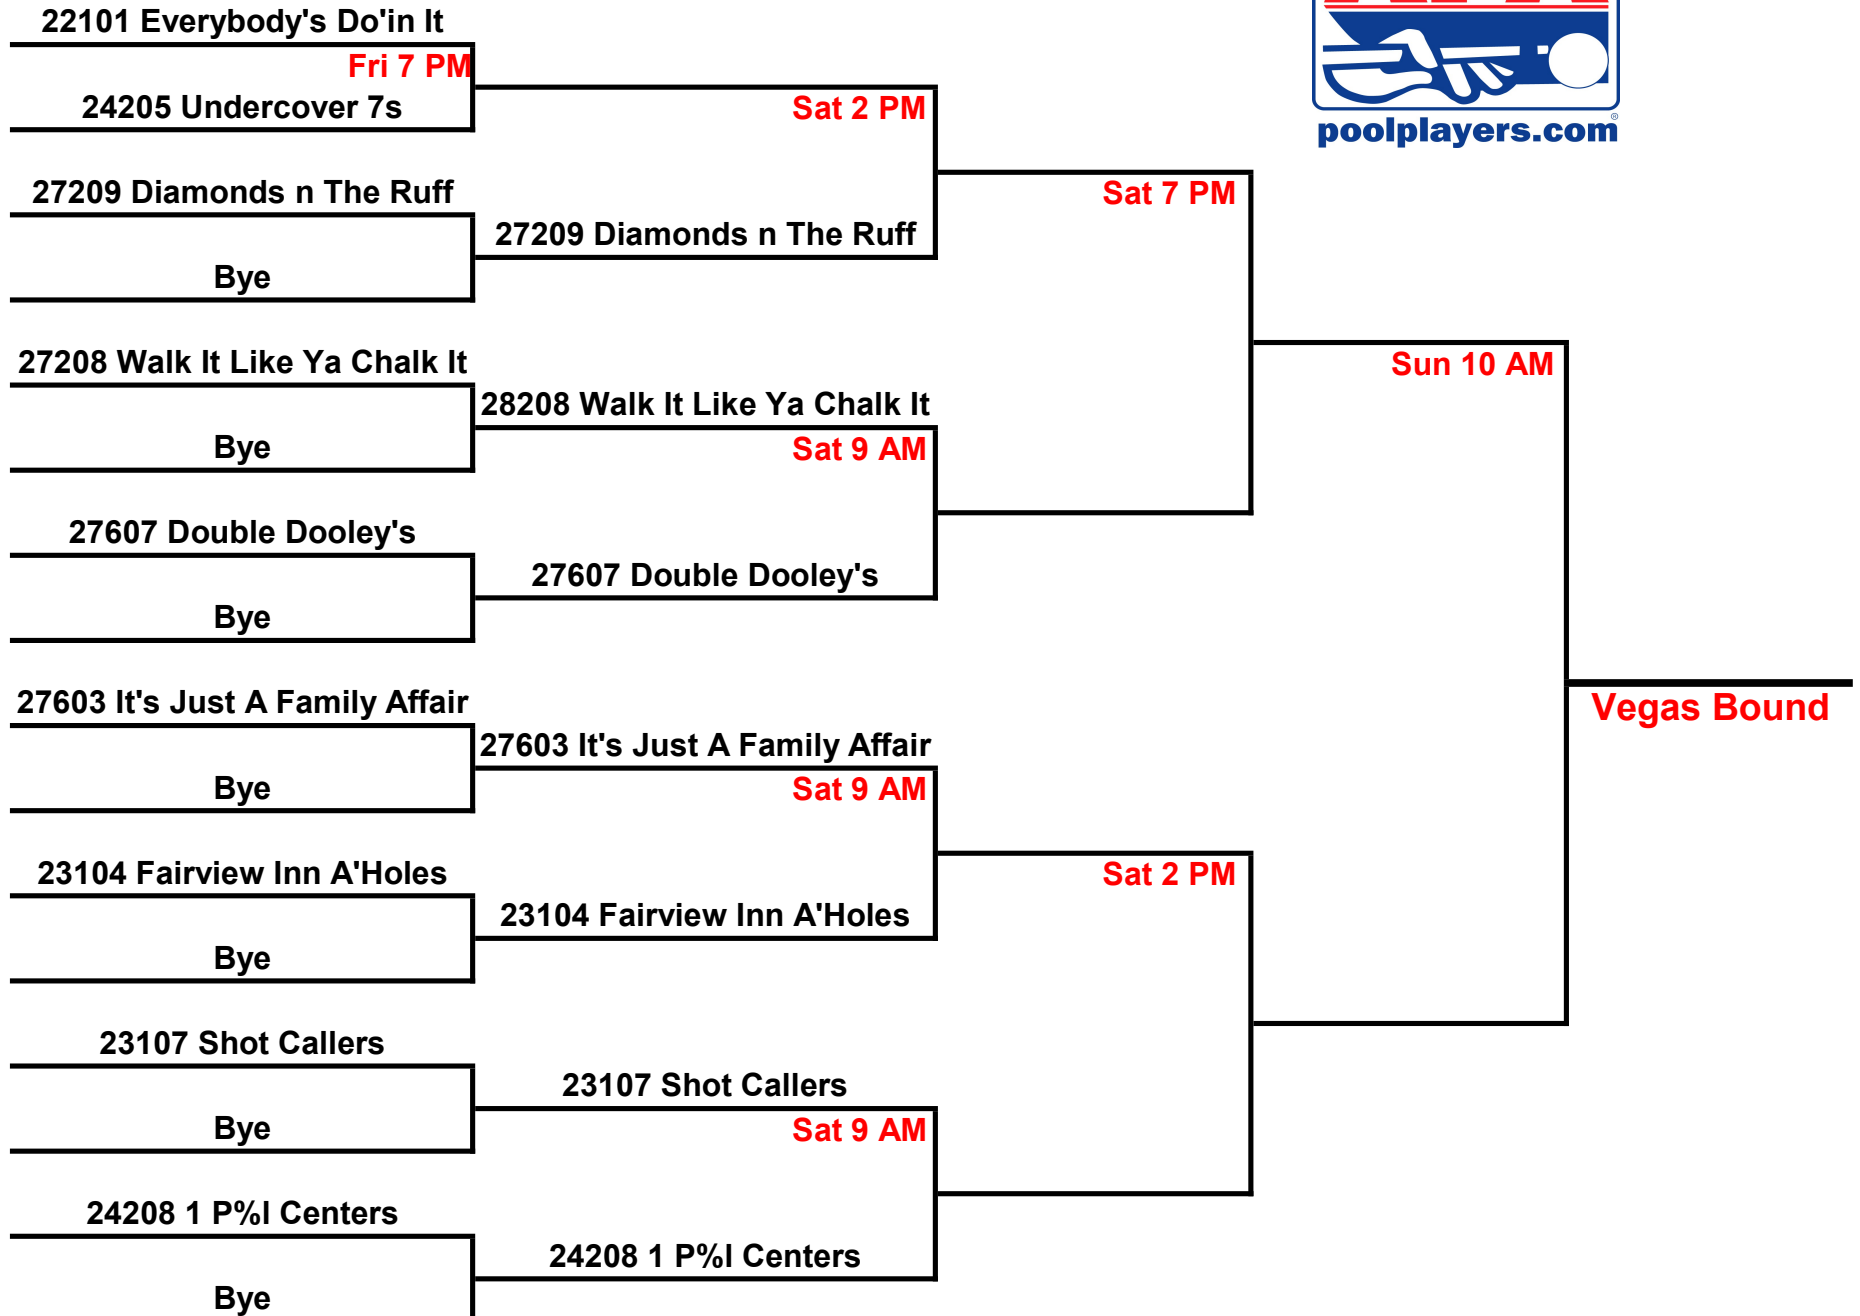 22101 Everybody's Do'in It
Fri 7 PM
24205 Undercover 7s
Sat 2 PM
poolplayers.com
®
27209 Diamonds n The Ruff
Sat 7 PM
27209 Diamonds n The Ruff
Bye
27208 Walk It Like Ya Chalk It
Sun 10 AM
28208 Walk It Like Ya Chalk It
Bye
Sat 9 AM
27607 Double Dooley's
27607 Double Dooley's
Bye
27603 It's Just A Family Affair
Vegas Bound
27603 It's Just A Family Affair
Bye
Sat 9 AM
23104 Fairview Inn A'Holes
Sat 2 PM
23104 Fairview Inn A'Holes
Bye
23107 Shot Callers
23107 Shot Callers
Bye
Sat 9 AM
24208 1 P%l Centers
24208 1 P%l Centers
Bye